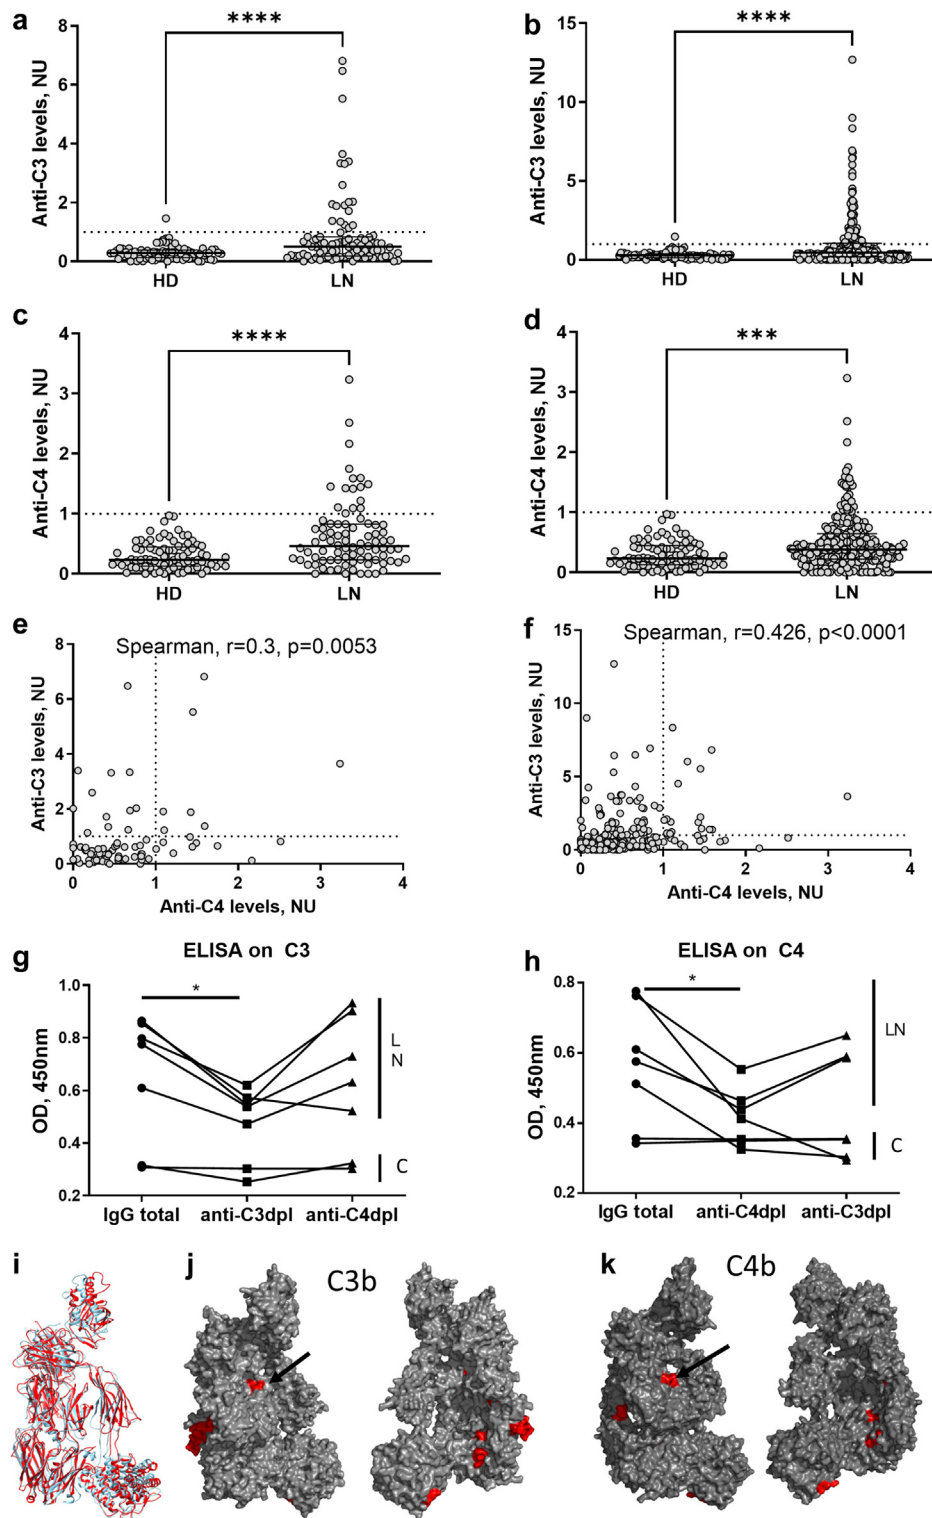 a
b
****
****
Anti-C3 levels, NU
8
6
4
2
0
HD
LN
Anti-C3 levels, NU
15
10
5
0
HD
LN
c
d
****
***
Anti-C4 levels, NU
4
3
2
1
0
HD
LN
Anti-C4 levels, NU
4
3
2
1
0
HD
LN
e
f
Spearman, r=0.3, p=0.0053
Spearman, r=0.426, p<0.0001
Anti-C3 levels, NU
8
6
4
2
0
0 1 2 3 4
Anti-C4 levels, NU
Anti-C3 levels, NU
15
10
5
0
0 1 2 3 4
Anti-C4 levels, NU
g
ELISA on C3
OD, 450nm
1.0
0.8
0.6
0.4
0.2
*
L
N
C
IgG total anti-C3dpl anti-C4dpl
h
ELISA on C4
OD, 450nm
0.8
0.6
0.4
0.2
*
LN
C
IgG total anti-C4dpl anti-C3dpl
i
j
C3b
k
C4b